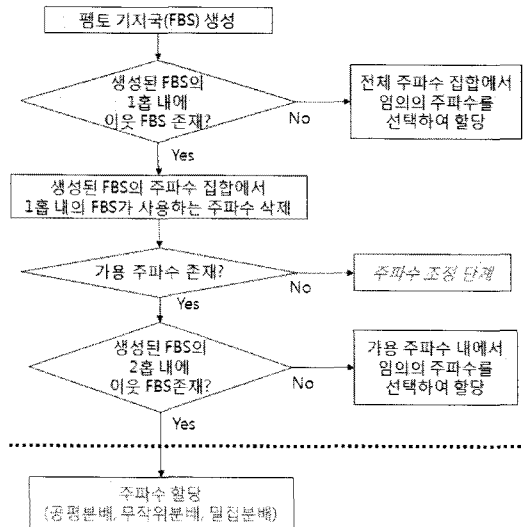 펨토 기지국(FBS) 생성
생성된 FBS의
1홉 내에
이웃 FBS 존재?
No
전체 주파수 집합에서
임의의 주파수를
선택하여 할당
Yes
생성된 FBS의 주파수 집합에서
1홉 내의 FBS가 사용하는 주파수 삭제
가용 주파수 존재?
No
주파수 조정 단계
Yes
생성된 FBS의
2홉 내에
이웃 FBS존재?
No
가용 주파수 내에서
임의의 주파수를
선택하여 할당
Yes
주파수 할당
(공평분배, 무작위분배, 밀집분배)